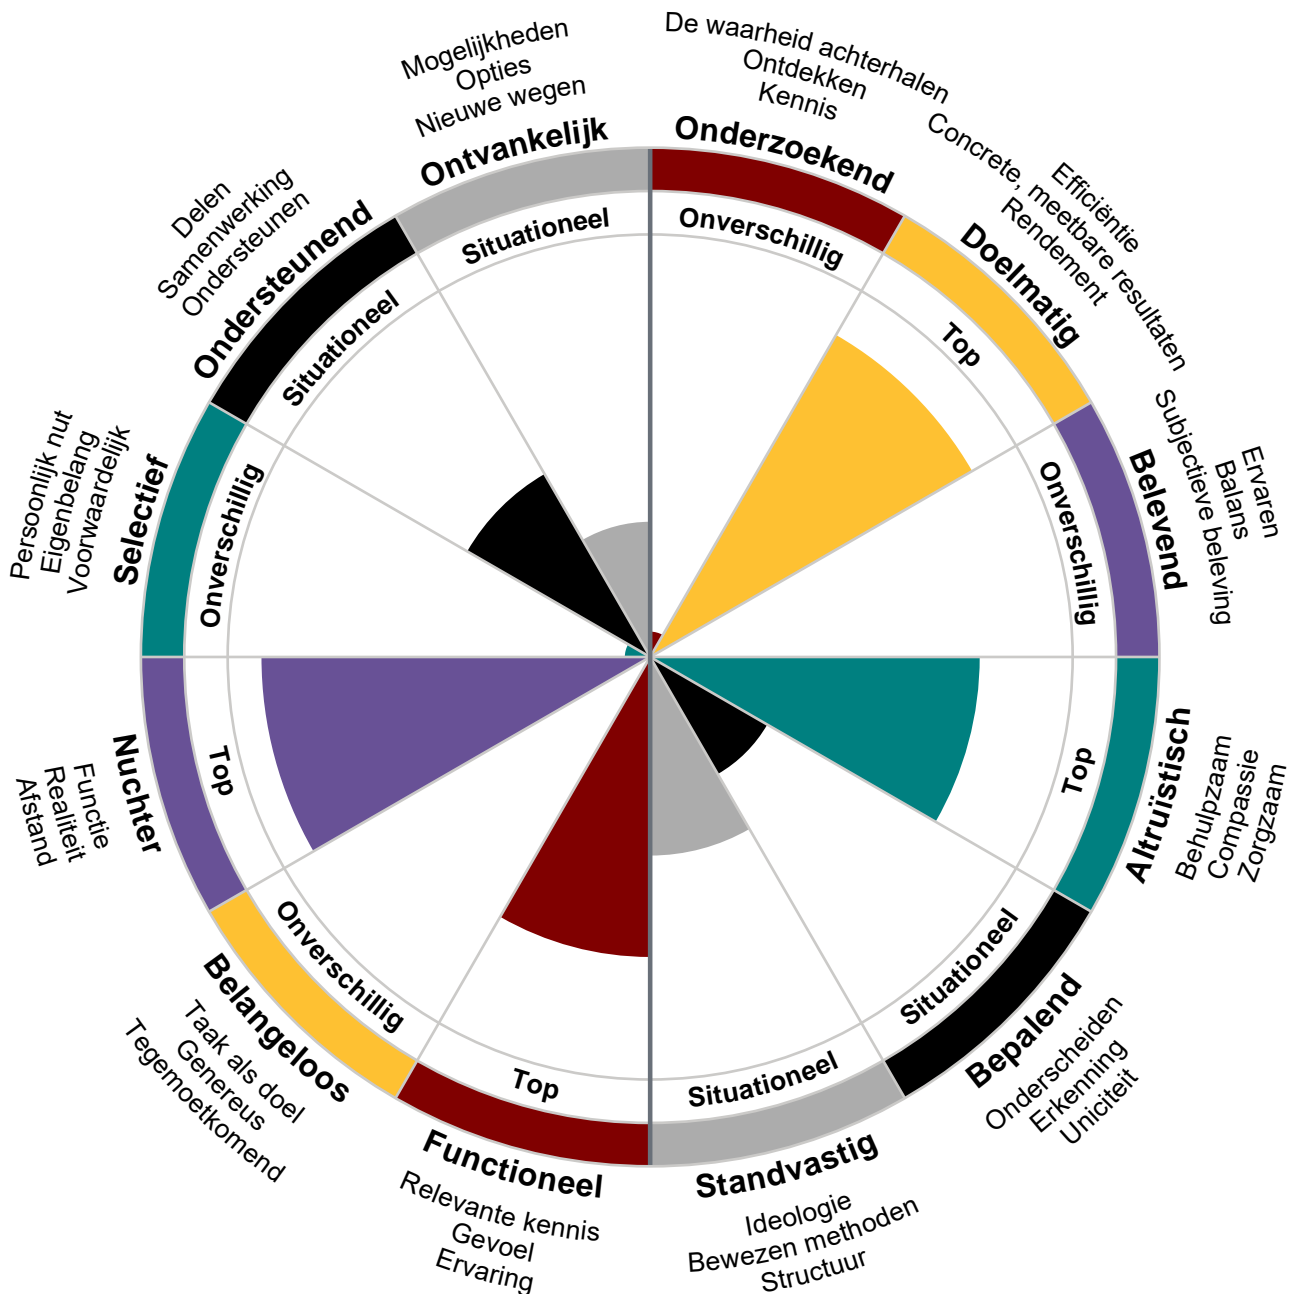 De waarheid achterhalen
Ontdekken
Kennis
Onderzoekend
Onverschillig
Efficiëntie
Concrete, meetbare resultaten
Rendement
Doelmatig
Top
Ervaren
Balans
Subjectieve beleving
Belevend
Onverschillig
Altruïstisch
Behulpzaam
Compassie
Zorgzaam
Top
Bepalend
Onderscheiden
Erkenning
Uniciteit
Situationeel
Situationeel
Standvastig
Ideologie
Bewezen methoden
Structuur
Top
Functioneel
Relevante kennis
Gevoel
Ervaring
Onverschillig
Belangeloos
Taak als doel
Genereus
Tegemoetkomend
Top
Nuchter
Functie
Realiteit
Afstand
Persoonlijk nut
Eigenbelang
Voorwaardelijk
Selectief
Onverschillig
Delen
Samenwerking
Ondersteunen
Ondersteunend
Situationeel
Mogelijkheden
Opties
Nieuwe wegen
Ontvankelijk
Situationeel